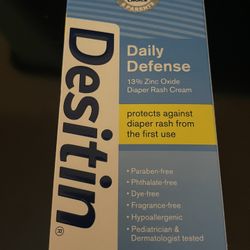 & PARENTS
Desitin®
Daily
Defense
13% Zinc Oxide
Diaper Rash Cream
protects against
diaper rash from
the first use
• Paraben-free
• Phthalate-free
• Dye-free
• Fragrance-free
• Hypoallergenic
• Pediatrician &
Dermatologist tested